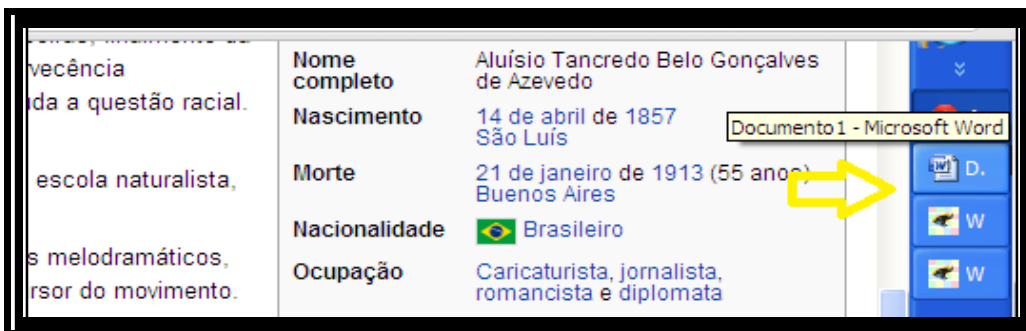 vecência
da a questão racial.
escola naturalista,
s melodramáticos,
rsor do movimento.
Nome completo
Aluísio Tancredo Belo Gonçalves
de Azevedo
Nascimento
14 de abril de 1857
São Luís
Morte
21 de janeiro de 1913 (55 anos)
Buenos Aires
Nacionalidade
Brasileiro
Ocupação
Caricaturista, jornalista,
romancista e diplomata
Documento1 - Microsoft Word
D.
W
W